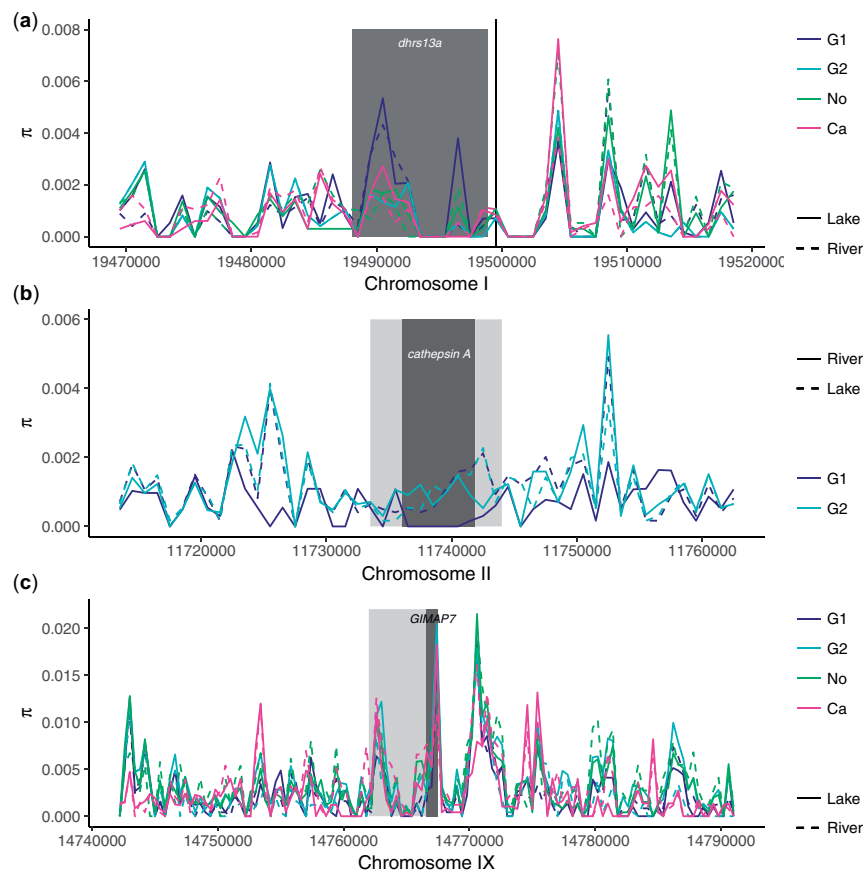 (a)
0.008
0.006
0.004
0.002
0.000
π
dhrs13a
19470000 19480000 19490000 19500000 19510000 19520000
Chromosome I
G1
G2
No
Ca
Lake
River
(b)
0.006
0.004
0.002
0.000
π
cathepsin A
11720000 11730000 11740000 11750000 11760000
Chromosome II
River
Lake
G1
G2
(c)
0.020
0.015
0.010
0.005
0.000
π
GIMAP7
14740000 14750000 14760000 14770000 14780000 14790000
Chromosome IX
G1
G2
No
Ca
Lake
River